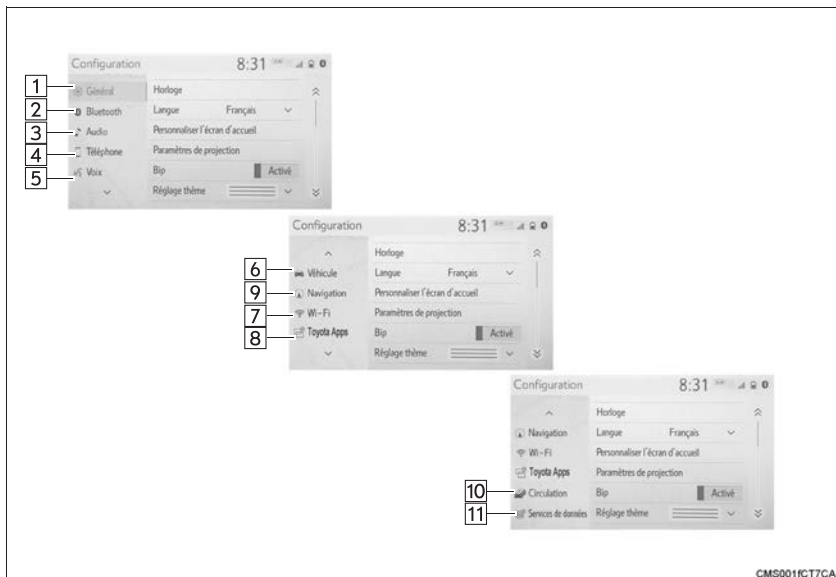 Configuration 8:31
1 Général Horloge
2 Bluetooth Langue Français
3 Audio Personnaliser l'écran d'accueil
4 Téléphone Paramètres de projection
5 Voix Bip Activé
Réglage thème
Configuration 8:31
Horloge
6 Véhicule Langue Français
9 Navigation Personnaliser l'écran d'accueil
7 Wi-Fi Paramètres de projection
8 Toyota Apps Bip Activé
Réglage thème
Configuration 8:31
Horloge
Navigation Langue Français
Wi-Fi Personnaliser l'écran d'accueil
Toyota Apps Paramètres de projection
10 Circulation Bip Activé
11 Services de données Réglage thème
CMS001fCT7CA